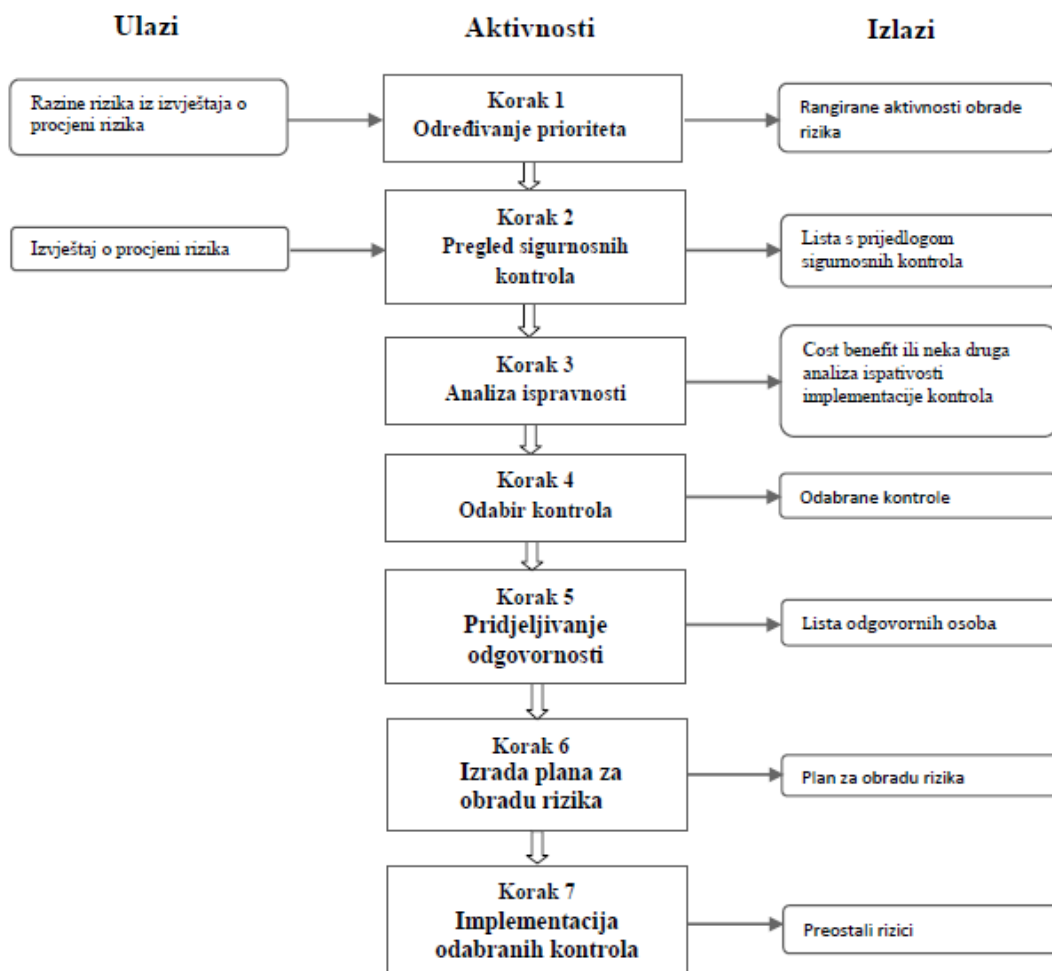 Ulazi
Aktivnosti
Izlazi
Razine rizika iz izvještaja o
procjeni rizika
Korak 1
Određivanje prioriteta
Rangirane aktivnosti obrade
rizika
Izvještaj o procjeni rizika
Korak 2
Pregled sigurnosnih
kontrola
Lista s prijedlogom
sigurnosnih kontrola
Korak 3
Analiza ispravnosti
Cost benefit ili neka druga
analiza ispativosti
implementacije kontrola
Korak 4
Odabir kontrola
Odabrane kontrole
Korak 5
Pridjeljivanje
odgovornosti
Lista odgovornih osoba
Korak 6
Izrada plana za
obradu rizika
Plan za obradu rizika
Korak 7
Implementacija
odabranih kontrola
Preostali rizici